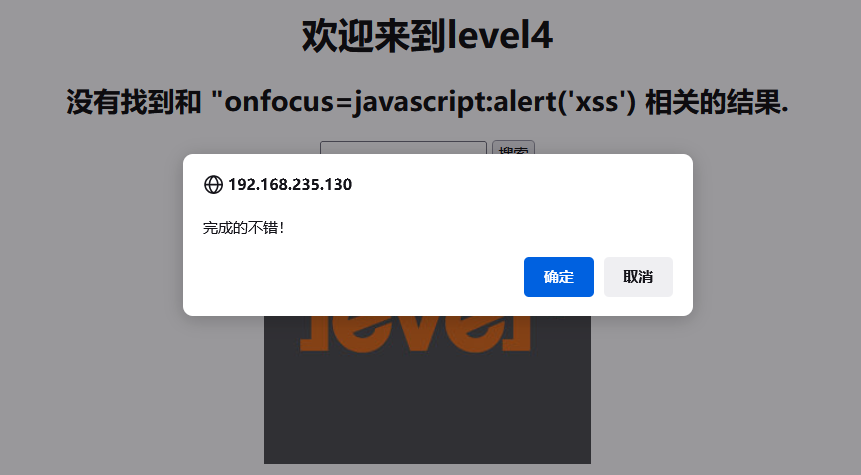 欢迎来到level4
没有找到和 "onfocus=javascript:alert('xss') 相关的结果.
搜索
192.168.235.130
完成的不错！
确定 取消
level